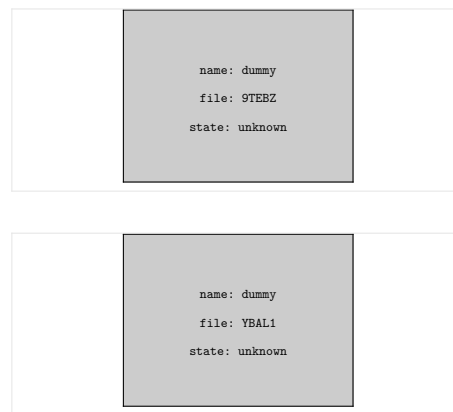 name: dummy
file: 9TEBZ
state: unknown
name: dummy
file: YBAL1
state: unknown